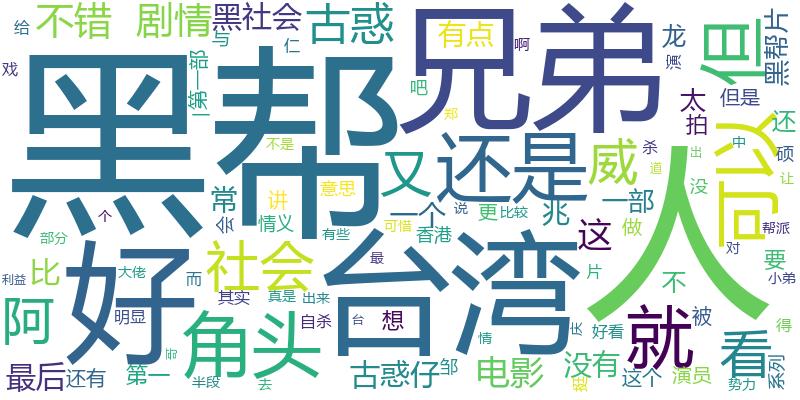 不错
剧情
黑社会
古惑
兄弟
有点
啊
龙
演
但
黑帮片
给
与
仁
戏
第一部
黑帮
吧
郑
太
拍
但是
还
可以
硕
不是
杀
中
又
还是
威
人
道
出
没
让
常
讲
意思
个
会
情义
有些
一个
可惜
香港
说
更
比较
兆
一部
这
做
对
帮派
部分
好
社会
台湾
最
片
不
要
小弟
利益
比
大佬
而
其实
真是
出来
阿
明显
角头
自杀
台
想
情
好看
就
被
看
得
最后
还有
第一
半段
去
古惑仔
邹
电影
没有
这个
演员
势力
系列